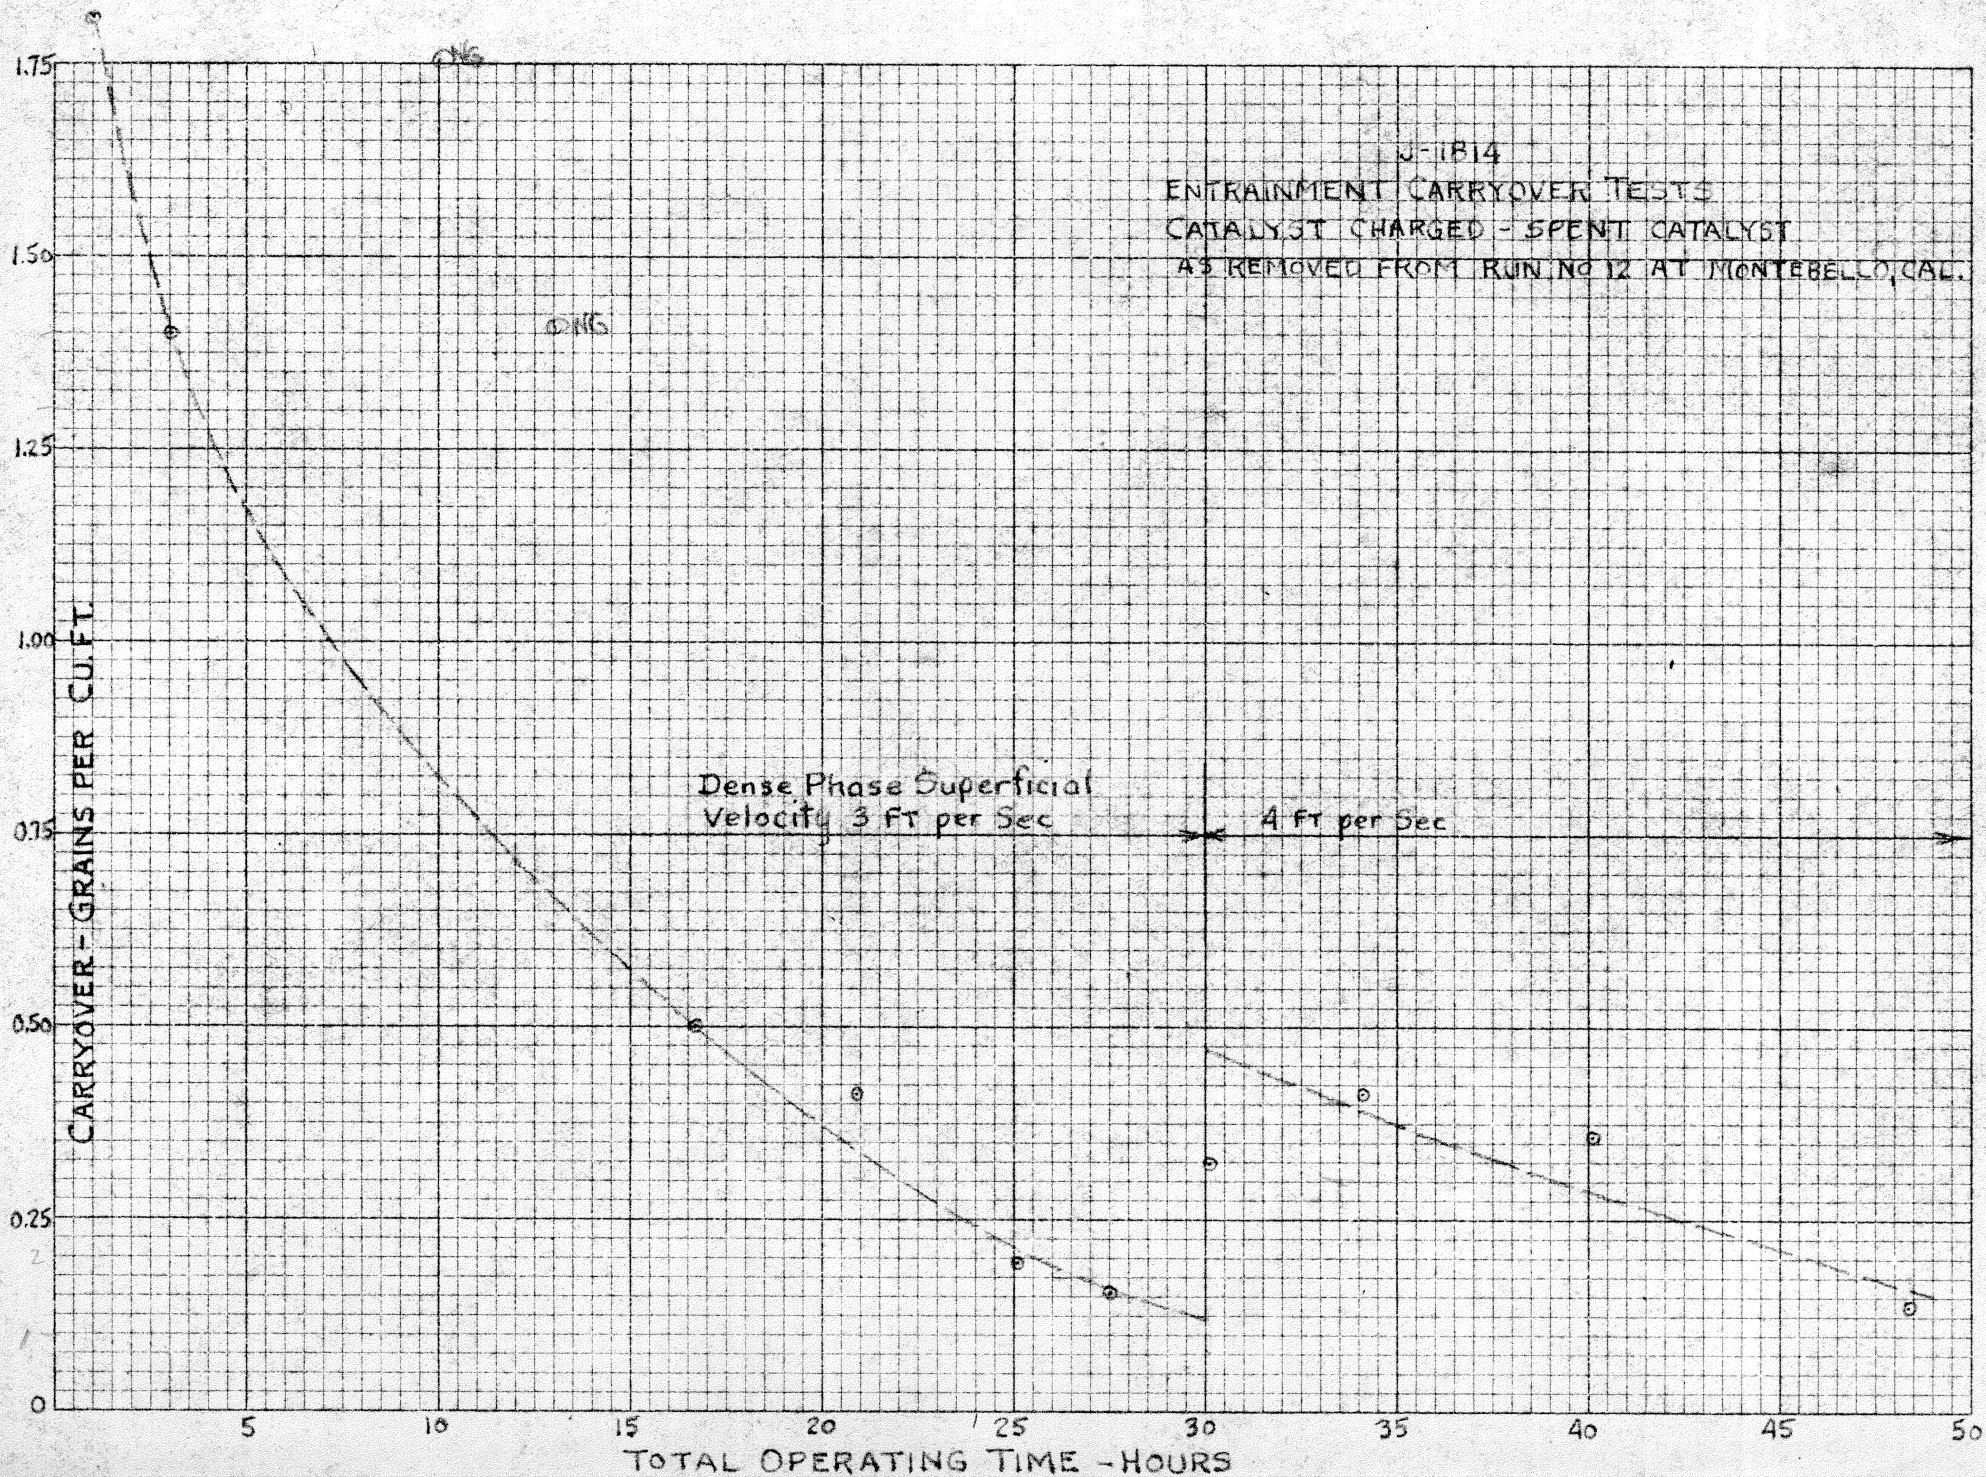 1.75
NG
J-1814
ENTRAINMENT CARRYOVER TESTS
CATALYST CHARGED - SPENT CATALYST
AS REMOVED FROM RUN NO 12 AT MONTEBELLO, CAL.
1.50
NG
1.25
1.00
CARRYOVER - GRAINS PER CU. FT.
Dense Phase Superficial
Velocity 3 FT per Sec
4 FT per Sec
0.75
0.50
0.25
0
5 10 15 20 25 30 35 40 45 50
TOTAL OPERATING TIME - HOURS